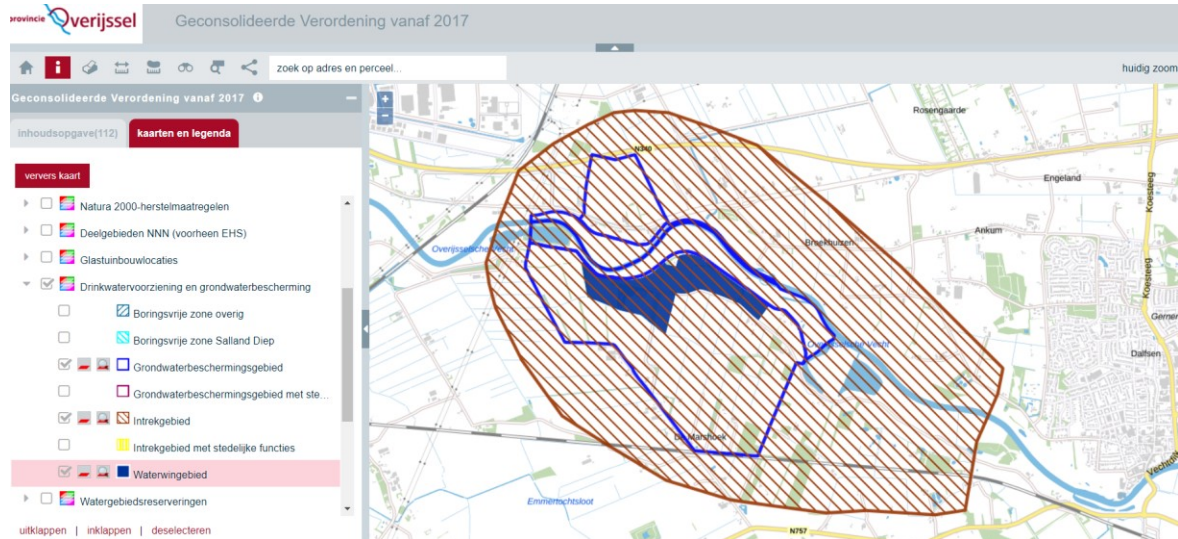 provincie Overijssel
Geconsolideerde Verordening vanaf 2017
zoek op adres en perceel...
huidig zoom
Geconsolideerde Verordening vanaf 2017
inhoudsopgave(112)
kaarten en legenda
ververs kaart
Natura 2000-herstelmaatregelen
Deelgebieden NNN (voorheen EHS)
Glastuinbouwlocaties
Drinkwatervoorziening en grondwaterbescherming
Boringsvrije zone overig
Boringsvrije zone Salland Diep
Grondwaterbeschermingsgebied
Grondwaterbeschermingsgebied met ste...
Intrekgebied
Intrekgebied met stedelijke functies
Waterwingebied
Watergebiedsreserveringen
uitklappen | inklappen | deselecteren
Rosengaarde
N340
Engeland
Koesteeg
Ankum
Broekhuizen
Overijsselsche Vecht
Koesteeg
Gerner
Overijsselsche Vecht
Dalfsen
De Marshoek
Emmertochtsloot
N757